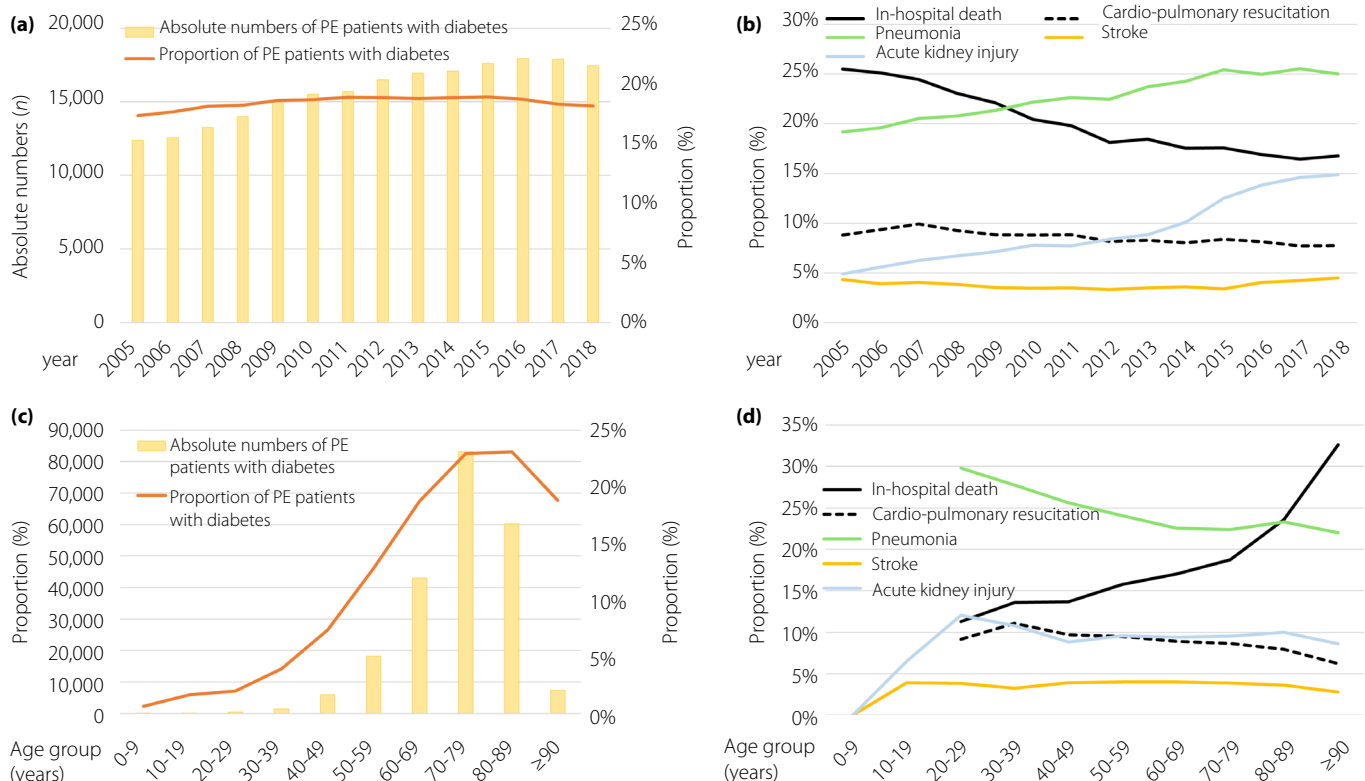 (a)
Absolute numbers of PE patients with diabetes
Proportion of PE patients with diabetes
Absolute numbers (n)
20,000
15,000
10,000
5,000
0
25%
20%
15%
10%
5%
0%
Proportion (%)
year
2005
2006
2007
2008
2009
2010
2011
2012
2013
2014
2015
2016
2017
2018
(b)
In-hospital death
Cardio-pulmonary resucitation
Pneumonia
Stroke
Acute kidney injury
Proportion (%)
30%
25%
20%
15%
10%
5%
0%
year
2005
2006
2007
2008
2009
2010
2011
2012
2013
2014
2015
2016
2017
2018
(c)
Absolute numbers of PE
patients with diabetes
Proportion of PE patients
with diabetes
Proportion (%)
90,000
80,000
70,000
60,000
50,000
40,000
30,000
20,000
10,000
0
25%
20%
15%
10%
5%
0%
Proportion (%)
Age group
(years)
0-9
10-19
20-29
30-39
40-49
50-59
60-69
70-79
80-89
≥90
(d)
In-hospital death
Cardio-pulmonary resucitation
Pneumonia
Stroke
Acute kidney injury
Proportion (%)
35%
30%
25%
20%
15%
10%
5%
0%
Age group
(years)
0-9
10-19
20-29
30-39
40-49
50-59
60-69
70-79
80-89
≥90